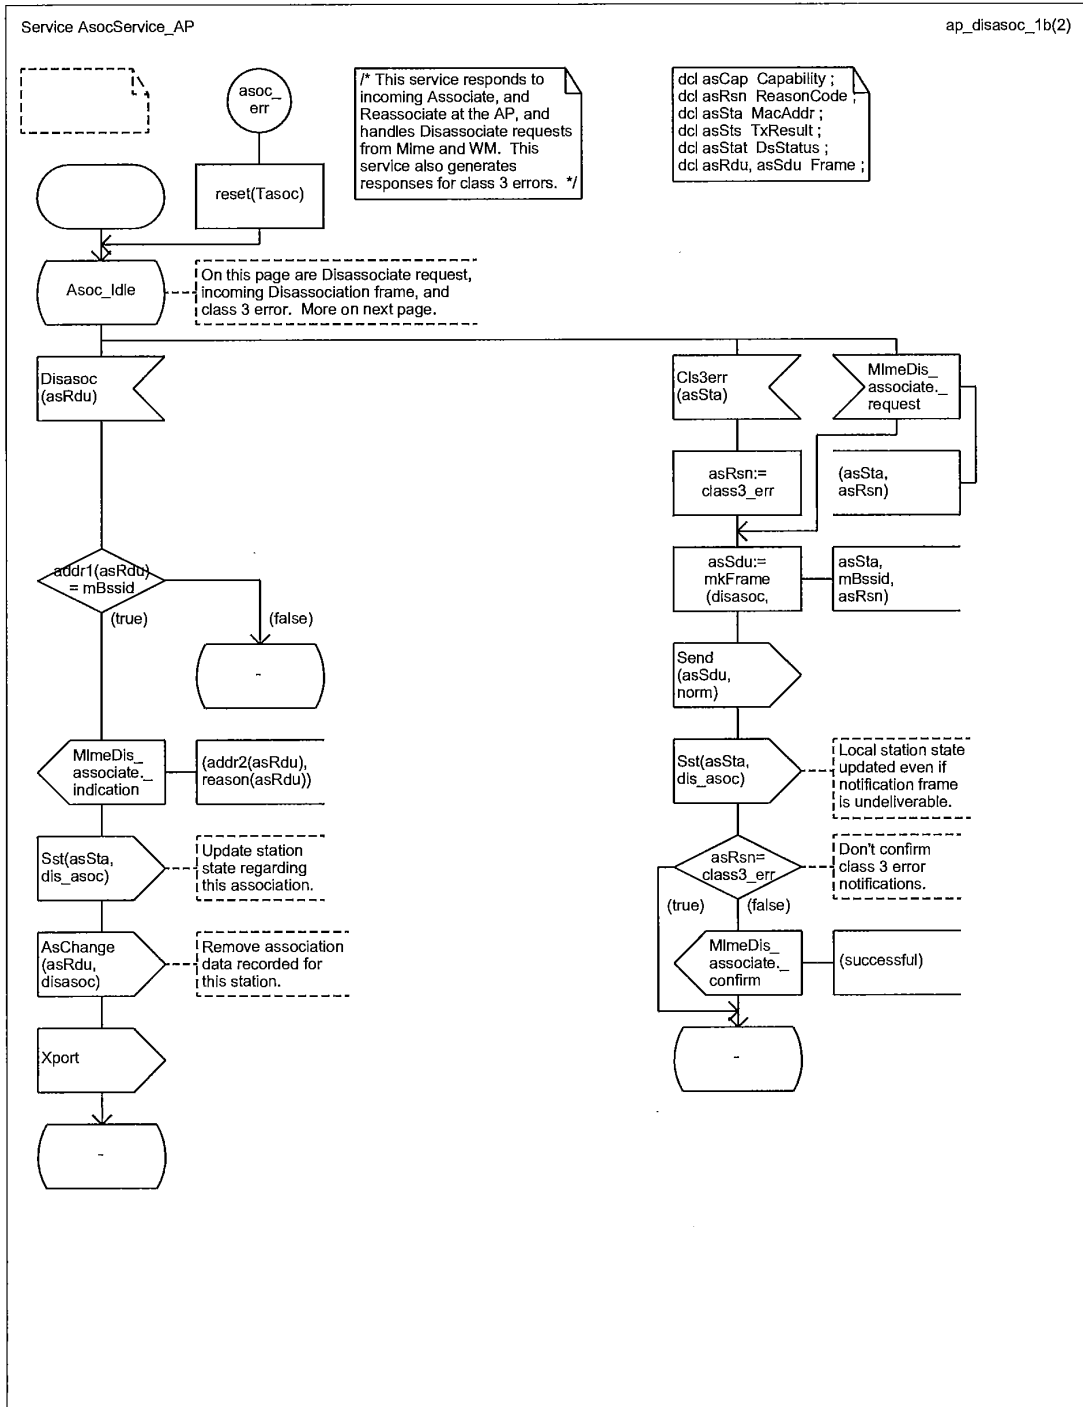 Service AsocService_AP
ap_disasoc_1b(2)
asoc_
err
/* This service responds to
incoming Associate, and
Reassociate at the AP, and
handles Disassociate requests
from Mlme and WM. This
service also generates
responses for class 3 errors. */
dcl asCap Capability ;
dcl asRsn ReasonCode ;
dcl asSta MacAddr ;
dcl asSts TxResult ;
dcl asStat DsStatus ;
dcl asRdu, asSdu Frame ;
reset(Tasoc)
Asoc_Idle
On this page are Disassociate request,
incoming Disassociation frame, and
class 3 error. More on next page.
Disasoc
(asRdu)
Cls3err
(asSta)
MlmeDis_
associate._
request
asRsn:=
class3_err
(asSta,
asRsn)
addr1(asRdu)
= mBssid
(true)
(false)
-
asSdu:=
mkFrame
(disasoc,
asSta,
mBssid,
asRsn)
Send
(asSdu,
norm)
MlmeDis_
associate._
indication
(addr2(asRdu),
reason(asRdu))
Sst(asSta,
dis_asoc)
Local station state
updated even if
notification frame
is undeliverable.
Sst(asSta,
dis_asoc)
Update station
state regarding
this association.
asRsn=
class3_err
Don't confirm
class 3 error
notifications.
(true)
(false)
AsChange
(asRdu,
disasoc)
Remove association
data recorded for
this station.
MlmeDis_
associate._
confirm
(successful)
Xport
-
-